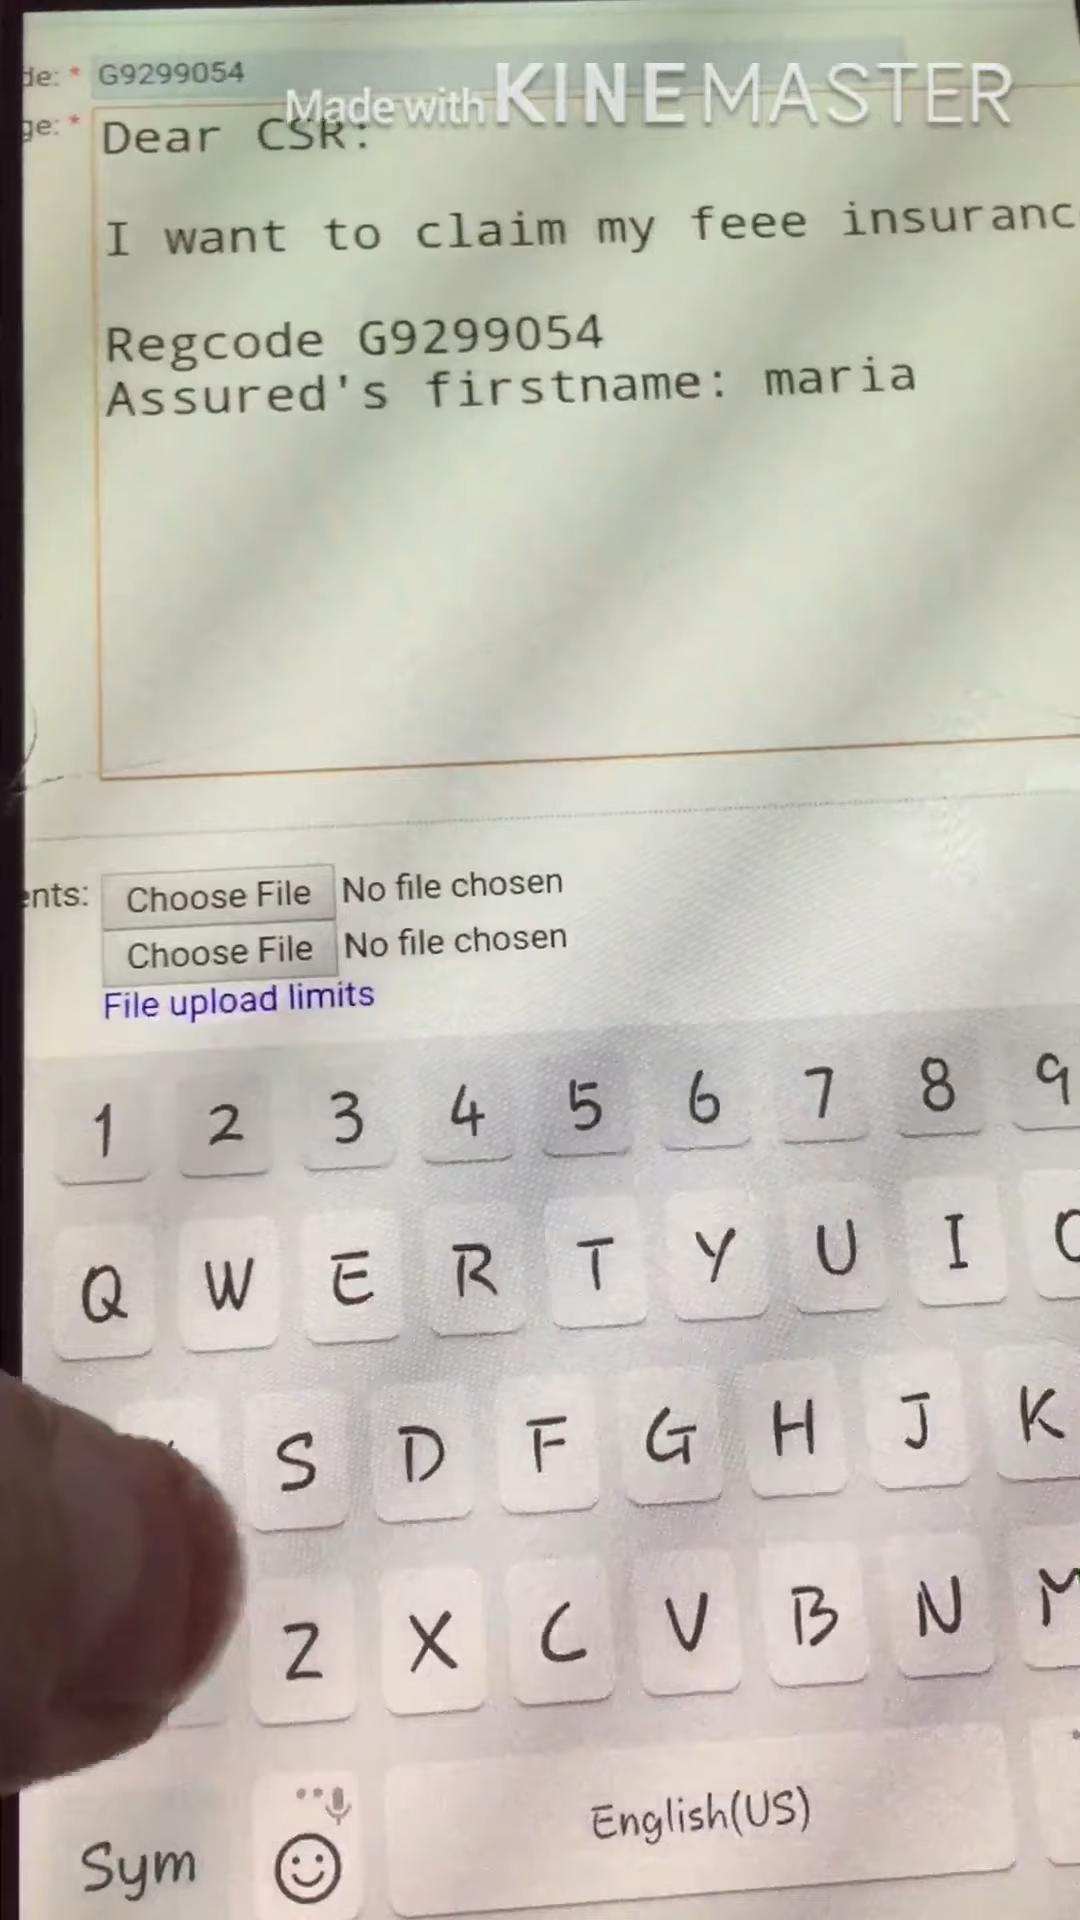 de: * G9299054
Made with KINEMASTER
ge: * Dear CSR:
I want to claim my feee insuranc
Regcode G9299054
Assured's firstname: maria
ents: Choose File No file chosen
Choose File No file chosen
File upload limits
1 2 3 4 5 6 7 8 9
Q W E R T Y U I O
S D F G H J K
Z X C V B N M
Sym English(US)